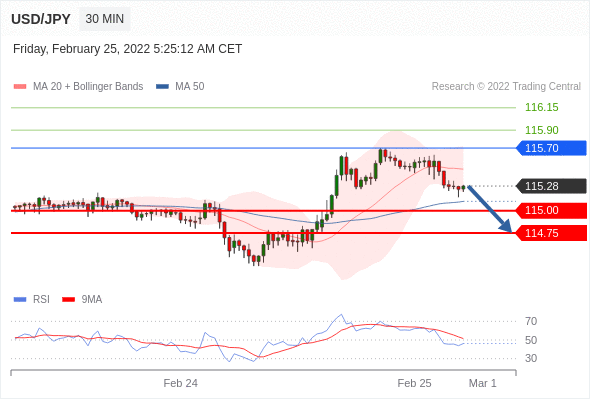 USD/JPY 30 MIN
Friday, February 25, 2022 5:25:12 AM CET
MA 20 + Bollinger Bands MA 50 Research © 2022 Trading Central
116.15
115.90
115.70
115.28
115.00
114.75
RSI 9MA
70
50
30
Feb 24 Feb 25 Mar 1